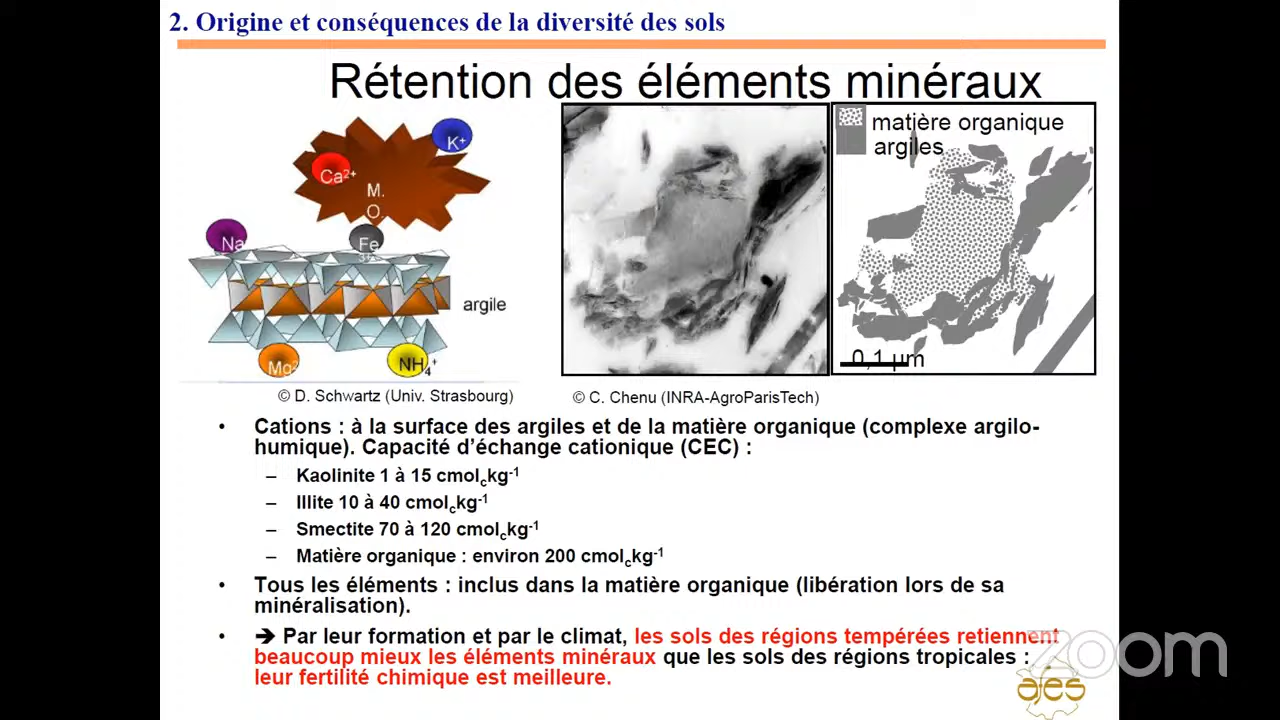 2. Origine et conséquences de la diversité des sols
Rétention des éléments minéraux
K⁺
Ca²⁺
M.
O.
Na
Fe
argile
Mg²
NH₄⁺
matière organique
argiles
0,1 µm
© D. Schwartz (Univ. Strasbourg)
© C. Chenu (INRA-AgroParisTech)
• Cations : à la surface des argiles et de la matière organique (complexe argilo-
humique). Capacité d’échange cationique (CEC) :
– Kaolinite 1 à 15 cmolckg⁻¹
– Illite 10 à 40 cmolckg⁻¹
– Smectite 70 à 120 cmolckg⁻¹
– Matière organique : environ 200 cmolckg⁻¹
• Tous les éléments : inclus dans la matière organique (libération lors de sa
minéralisation).
• ➔ Par leur formation et par le climat, les sols des régions tempérées retiennent
beaucoup mieux les éléments minéraux que les sols des régions tropicales :
leur fertilité chimique est meilleure.
zoom
afes